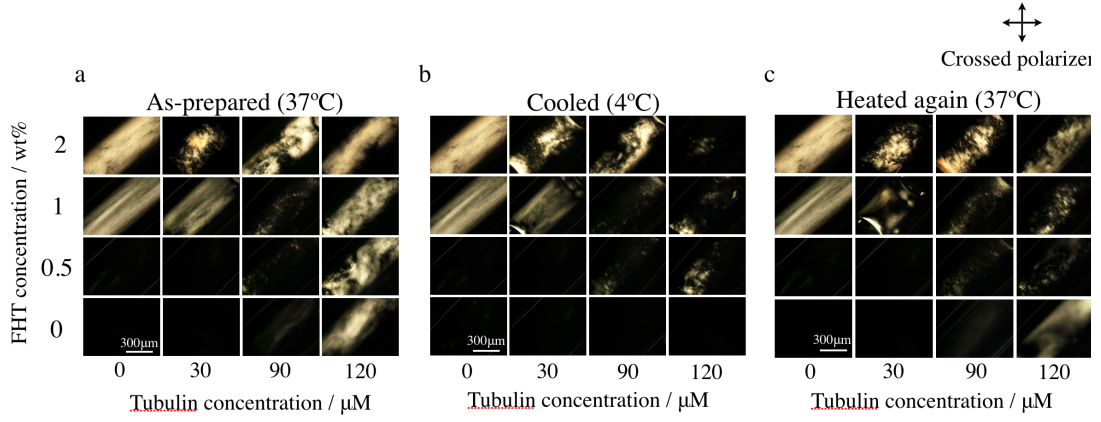 Crossed polarizer
a
b
c
As-prepared (37ºC)
Cooled (4ºC)
Heated again (37ºC)
FHT concentration / wt%
2
1
0.5
0
300µm
300µm
300µm
0 30 90 120
0 30 90 120
0 30 90 120
Tubulin concentration / µM
Tubulin concentration / µM
Tubulin concentration / µM